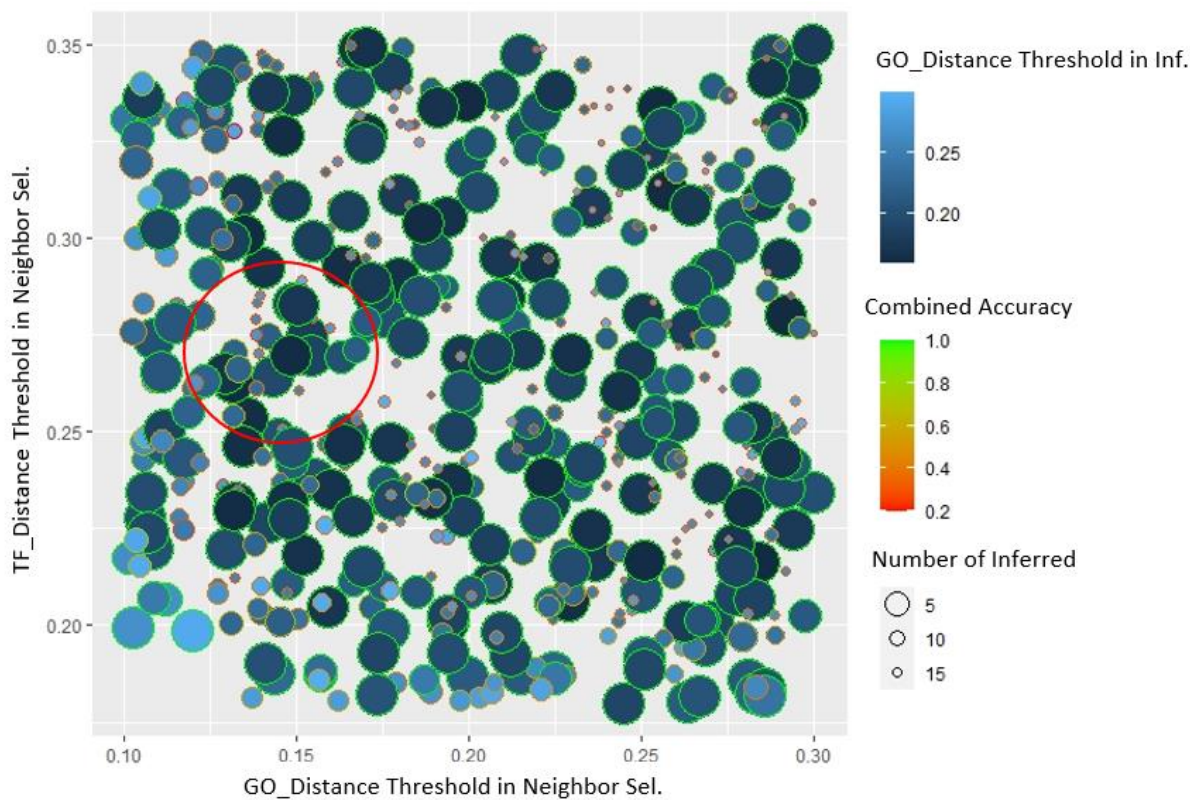 0.35
0.30
0.25
0.20
TF_Distance Threshold in Neighbor Sel.
0.10 0.15 0.20 0.25 0.30
GO_Distance Threshold in Neighbor Sel.
GO_Distance Threshold in Inf.
0.25
0.20
Combined Accuracy
1.0
0.8
0.6
0.4
0.2
Number of Inferred
5
10
15